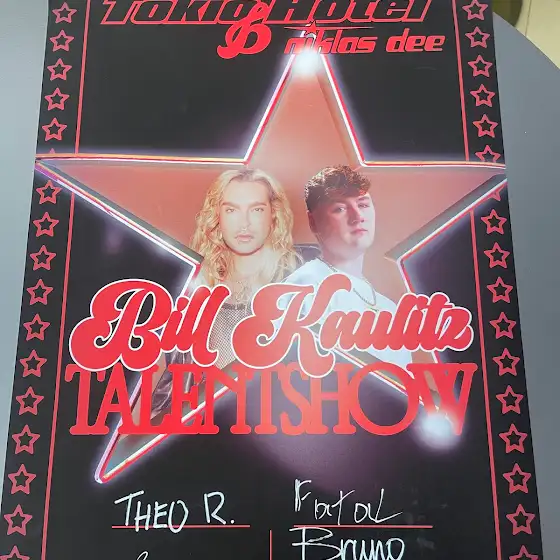 Tokio Hotel
niklas dee
Bill Kaulitz
TALENTSHOW
THEO R.
Fatal
Bruno